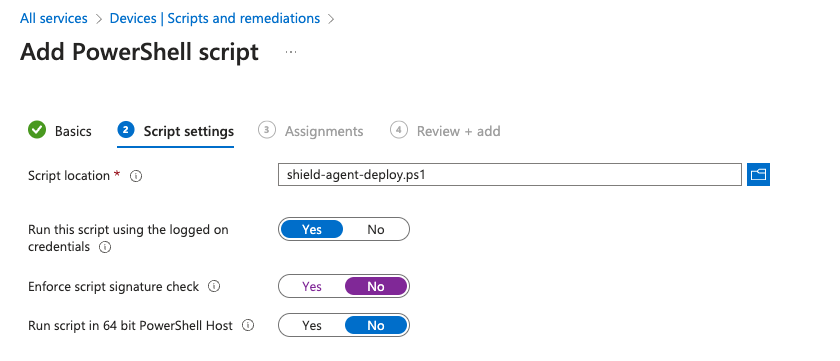 All services > Devices | Scripts and remediations >
Add PowerShell script ...
Basics 2 Script settings 3 Assignments 4 Review + add
Script location * shield-agent-deploy.ps1
Run this script using the logged on
credentials Yes No
Enforce script signature check Yes No
Run script in 64 bit PowerShell Host Yes No